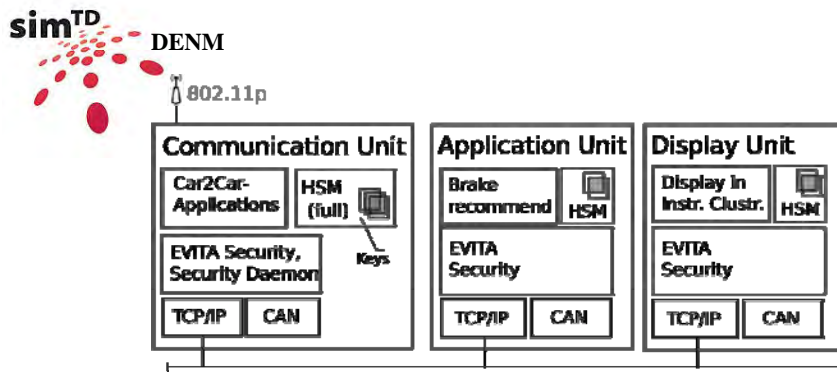 simTD
DENM
802.11p
Communication Unit
Car2Car-
Applications
HSM
(full)
Keys
EVITA Security,
Security Daemon
TCP/IP
CAN
Application Unit
Brake
recommend
HSM
EVITA
Security
TCP/IP
CAN
Display Unit
Display in
Instr. Clustr.
HSM
EVITA
Security
TCP/IP
CAN